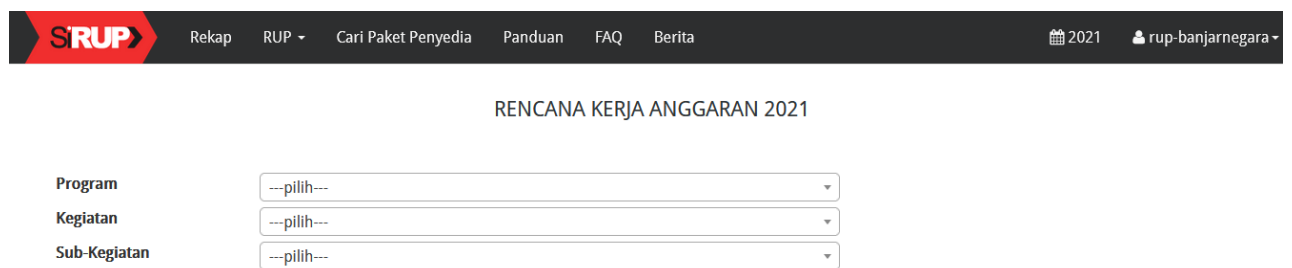 SiRUP Rekap RUP Cari Paket Penyedia Panduan FAQ Berita 2021 rup-banjarnegara
RENCANA KERJA ANGGARAN 2021
Program ---pilih---
Kegiatan ---pilih---
Sub-Kegiatan ---pilih---